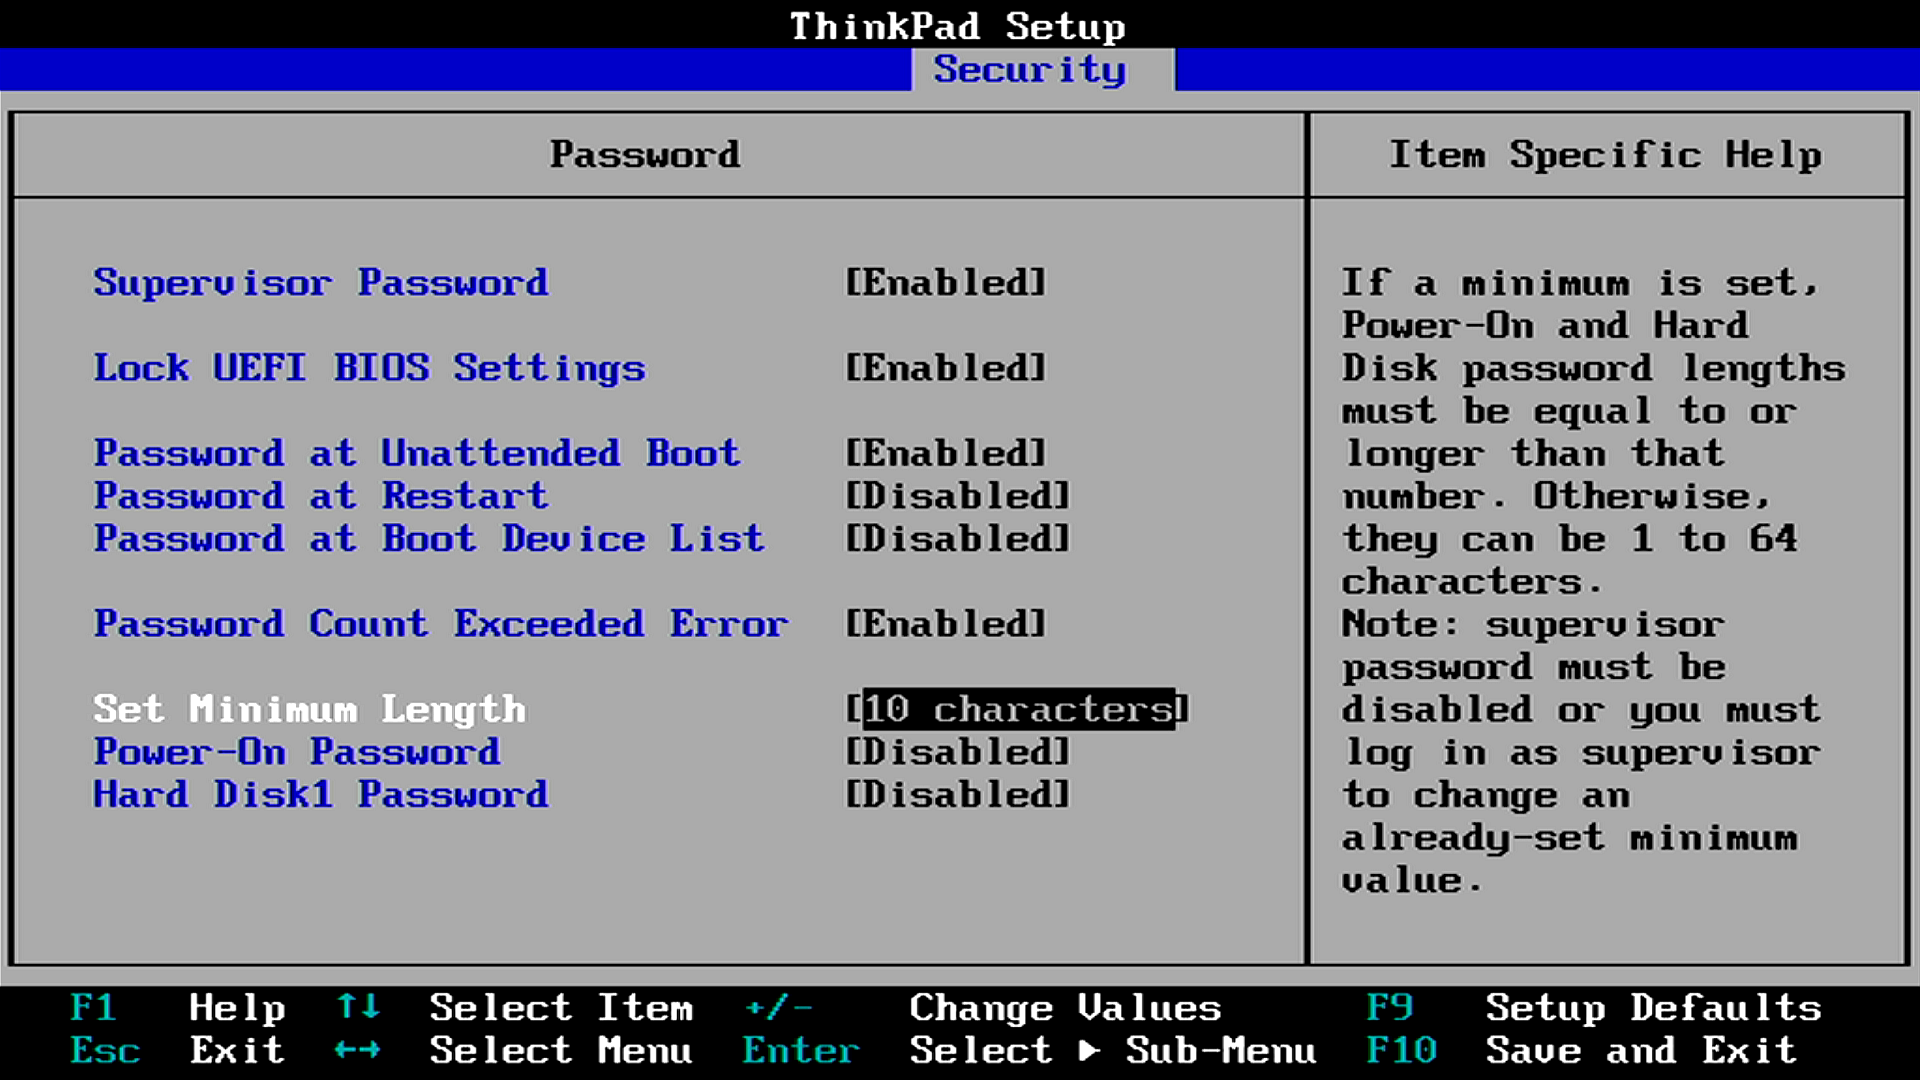 ThinkPad Setup
Security
Password
Item Specific Help
Supervisor Password [Enabled]
Lock UEFI BIOS Settings [Enabled]
Password at Unattended Boot [Enabled]
Password at Restart [Disabled]
Password at Boot Device List [Disabled]
Password Count Exceeded Error [Enabled]
Set Minimum Length [10 characters]
Power-On Password [Disabled]
Hard Disk1 Password [Disabled]
If a minimum is set,
Power-On and Hard
Disk password lengths
must be equal to or
longer than that
number. Otherwise,
they can be 1 to 64
characters.
Note: supervisor
password must be
disabled or you must
log in as supervisor
to change an
already-set minimum
value.
F1 Help ↑↓ Select Item +/- Change Values F9 Setup Defaults
Esc Exit ←→ Select Menu Enter Select ▶ Sub-Menu F10 Save and Exit